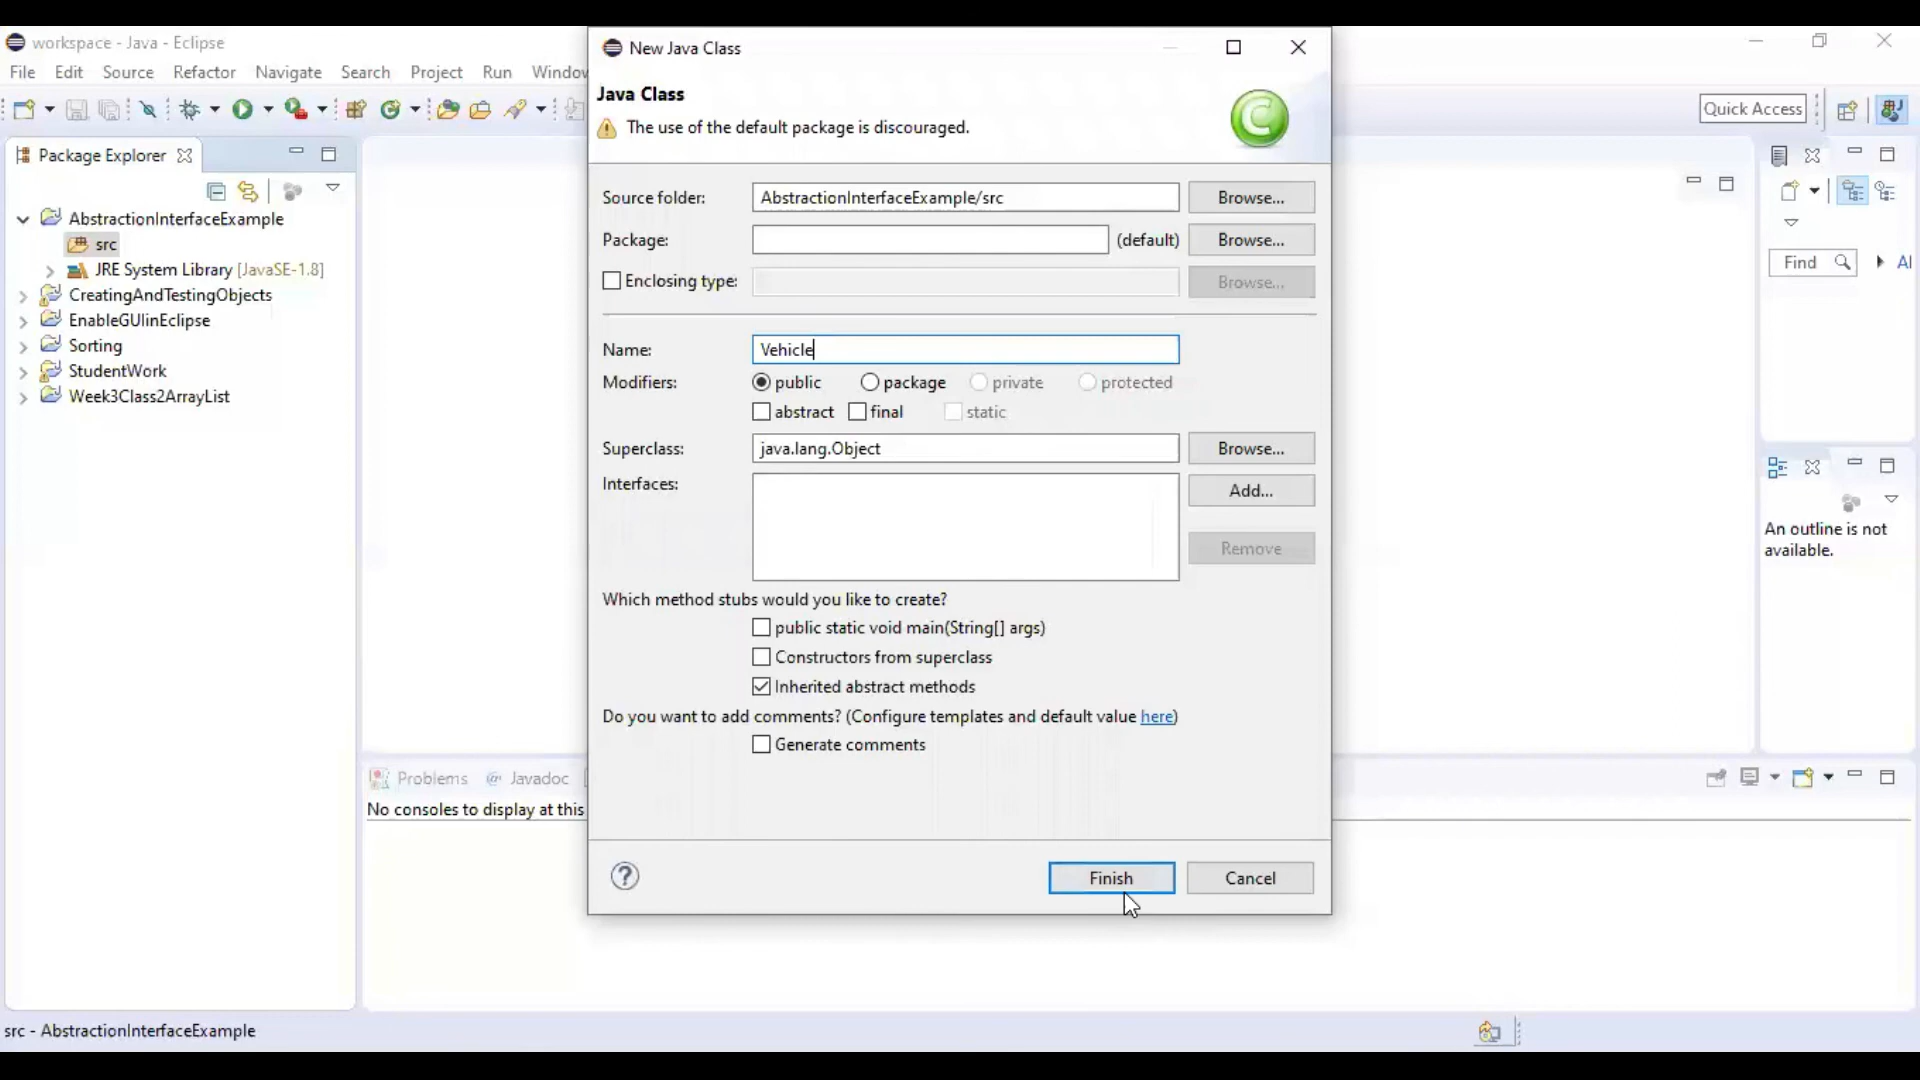 workspace - Java - Eclipse
File Edit Source Refactor Navigate Search Project Run Window
Quick Access
Package Explorer
AbstractionInterfaceExample
src
JRE System Library [JavaSE-1.8]
CreatingAndTestingObjects
EnableGUIinEclipse
Sorting
StudentWork
Week3Class2ArrayList
New Java Class
Java Class
The use of the default package is discouraged.
Source folder: AbstractionInterfaceExample/src Browse...
Package: (default) Browse...
Enclosing type: Browse...
Name: Vehicle
Modifiers: public package private protected
abstract final static
Superclass: java.lang.Object Browse...
Interfaces: Add...
Remove
Which method stubs would you like to create?
public static void main(String[] args)
Constructors from superclass
Inherited abstract methods
Do you want to add comments? (Configure templates and default value here)
Generate comments
Finish Cancel
Find Al
An outline is not
available.
Problems @ Javadoc
No consoles to display at this
src - AbstractionInterfaceExample